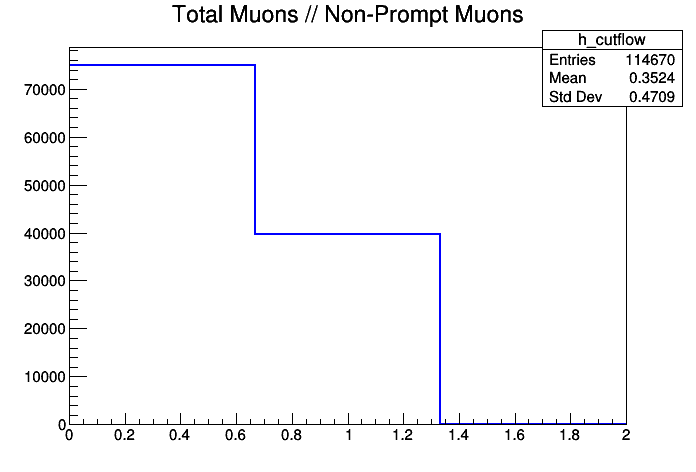 Total Muons // Non-Prompt Muons
h_cutflow
Entries 114670
Mean 0.3524
Std Dev 0.4709
70000
60000
50000
40000
30000
20000
10000
0
0 0.2 0.4 0.6 0.8 1 1.2 1.4 1.6 1.8 2